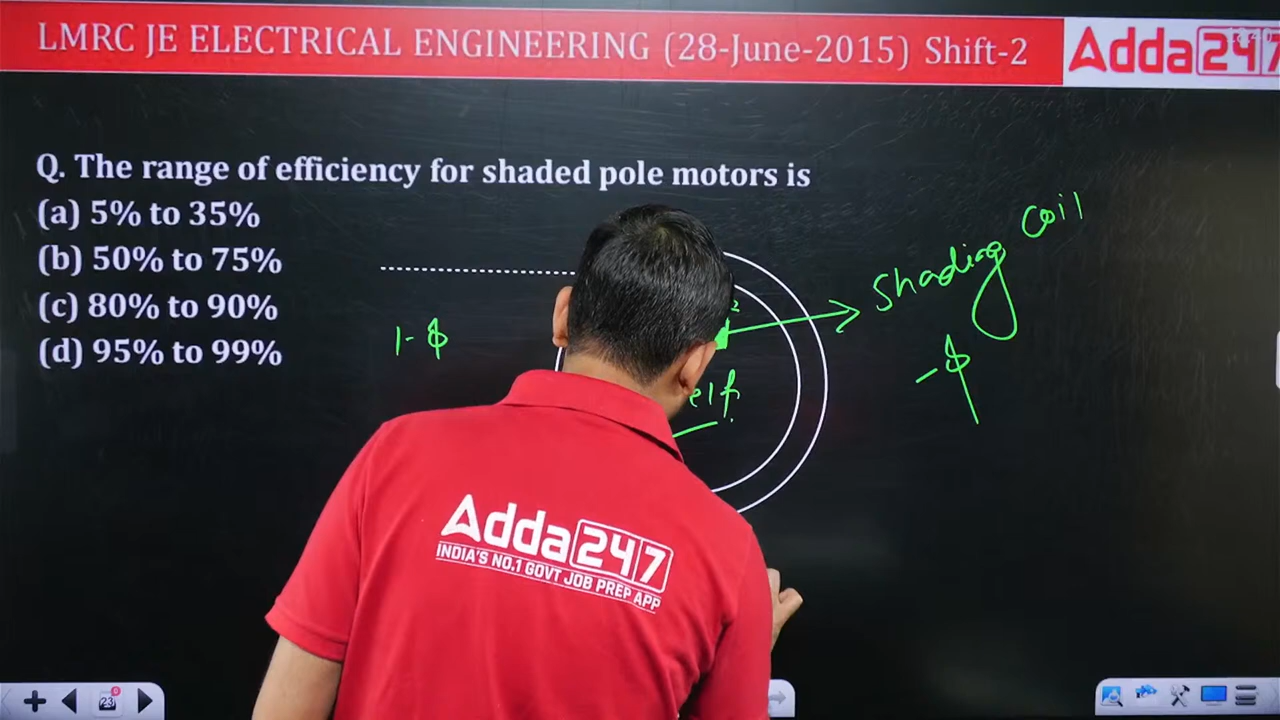 LMRC JE ELECTRICAL ENGINEERING (28-June-2015) Shift-2
Adda247
Q. The range of efficiency for shaded pole motors is
(a) 5% to 35%
(b) 50% to 75%
(c) 80% to 90%
(d) 95% to 99%
1-ϕ
2
Shading coil
-ϕ
elf.
Adda247
INDIA'S NO.1 GOVT JOB PREP APP
23